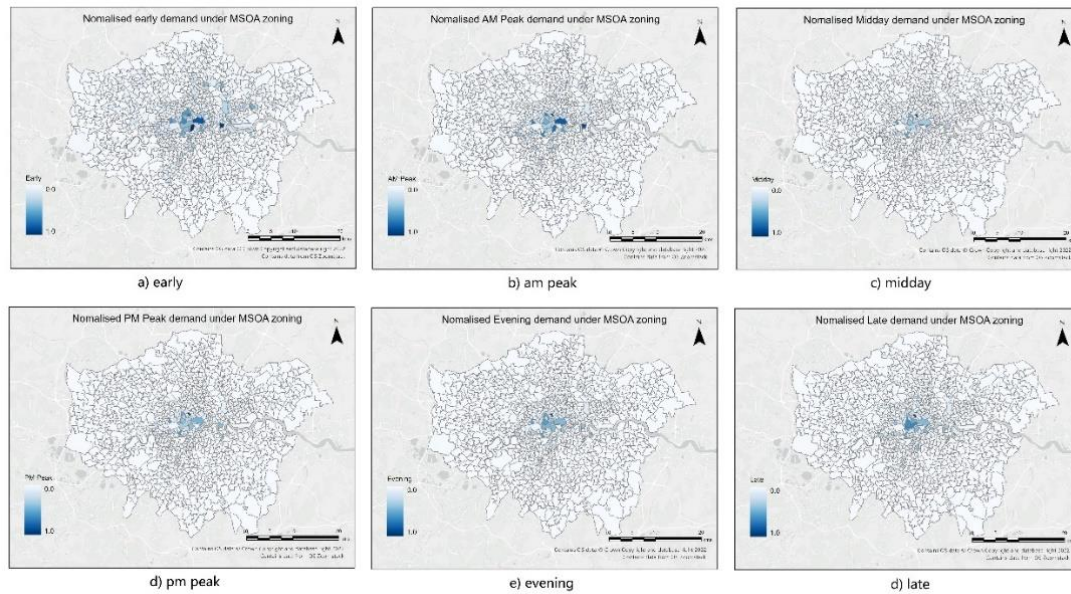 Nomalised early demand under MSOA zoning
N
Early
0.0
1.0
a) early
Nomalised AM Peak demand under MSOA zoning
N
AM Peak
0.0
1.0
b) am peak
Nomalised Midday demand under MSOA zoning
N
Midday
0.0
1.0
c) midday
Nomalised PM Peak demand under MSOA zoning
N
PM Peak
0.0
1.0
d) pm peak
Nomalised Evening demand under MSOA zoning
N
Evening
0.0
1.0
e) evening
Nomalised Late demand under MSOA zoning
N
Late
0.0
1.0
d) late